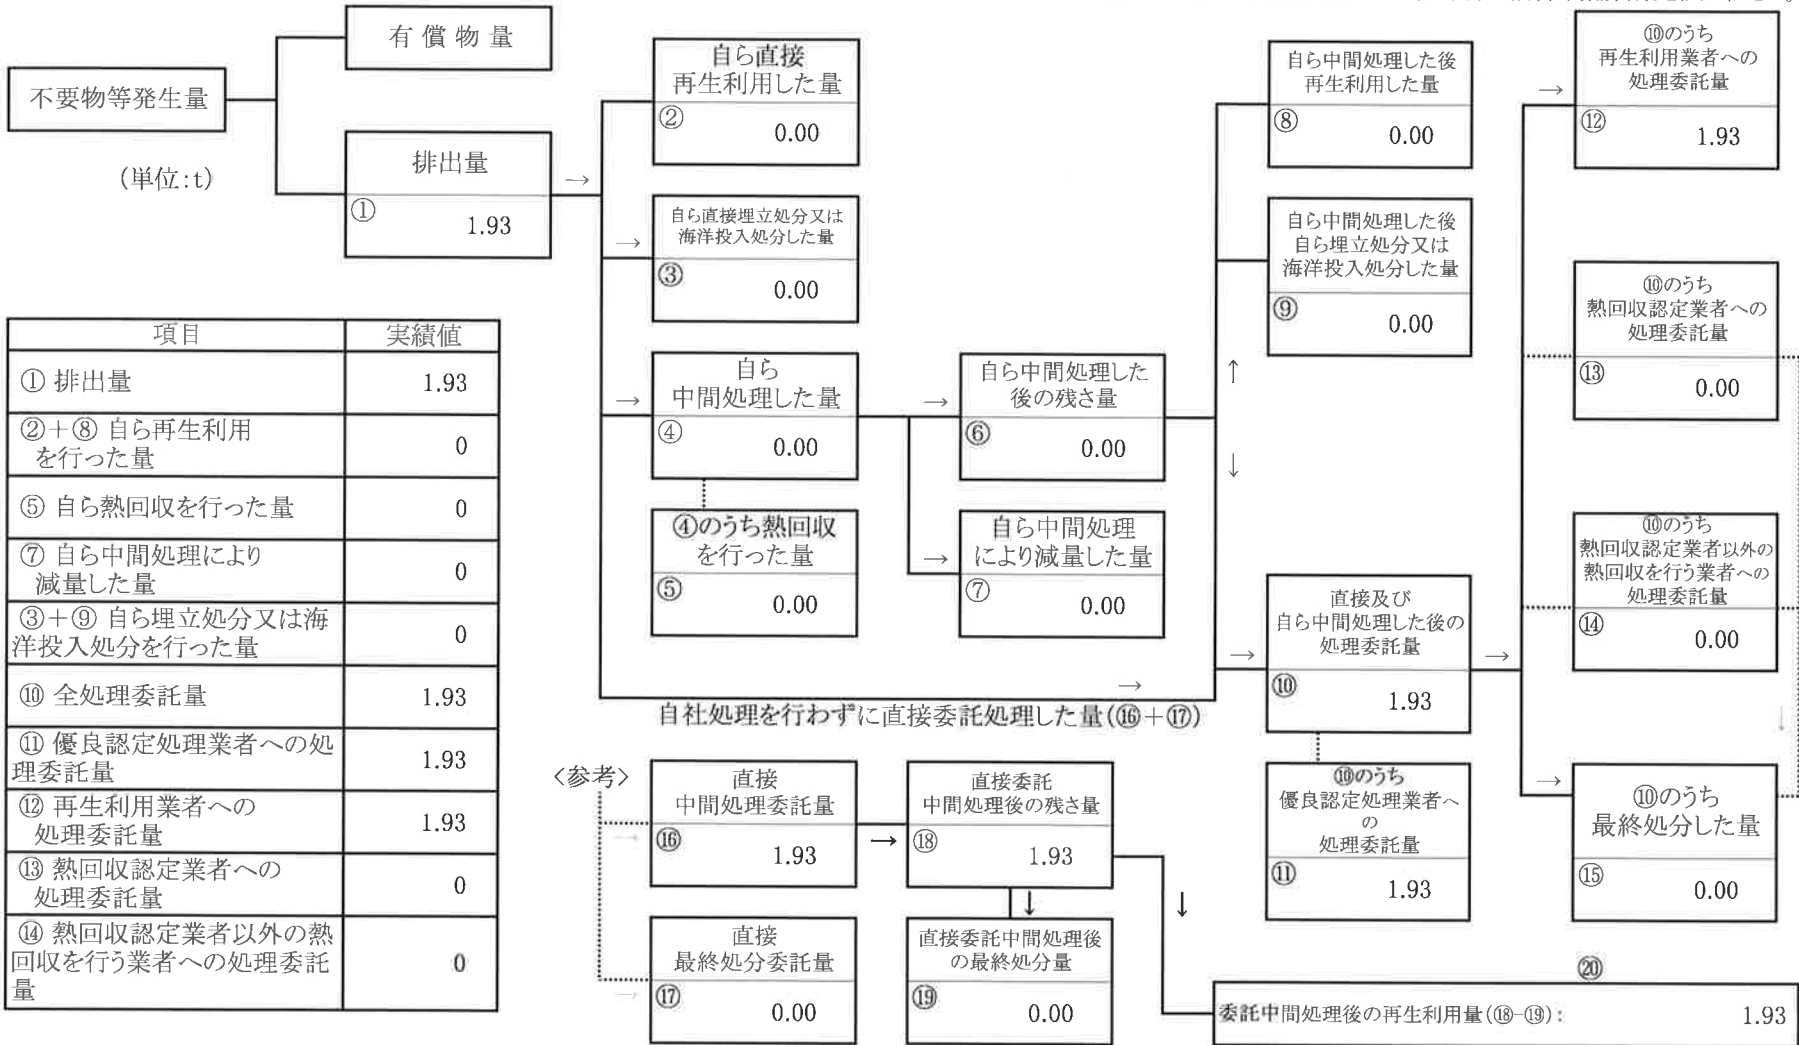 不要物等発生量
有償物量
(単位:t)
排出量
① 1.93
→
自ら直接
再生利用した量
② 0.00
→
自ら直接埋立処分又は
海洋投入処分した量
③ 0.00
→
自ら
中間処理した量
④ 0.00
④のうち熱回収
を行った量
⑤ 0.00
→
自ら中間処理した
後の残さ量
⑥ 0.00
→
自ら中間処理
により減量した量
⑦ 0.00
自ら中間処理した後
再生利用した量
⑧ 0.00
自ら中間処理した後
自ら埋立処分又は
海洋投入処分した量
⑨ 0.00
↑
↓
→
直接及び
自ら中間処理した後の
処理委託量
⑩ 1.93
→
⑩のうち
優良認定処理業者へ
の
処理委託量
⑪ 1.93
→
⑩のうち
再生利用業者への
処理委託量
⑫ 1.93
⑩のうち
熱回収認定業者への
処理委託量
⑬ 0.00
⑩のうち
熱回収認定業者以外の
熱回収を行う業者への
処理委託量
⑭ 0.00
↓
→
⑩のうち
最終処分した量
⑮ 0.00
→
自社処理を行わずに直接委託処理した量(⑯+⑰)
〈参考〉
→
直接
中間処理委託量
⑯ 1.93
→
直接
最終処分委託量
⑰ 0.00
→
直接委託
中間処理後の残さ量
⑱ 1.93
↓
直接委託中間処理後
の最終処分量
⑲ 0.00
↓
⑳
委託中間処理後の再生利用量(⑱-⑲): 1.93
項目 実績値
① 排出量 1.93
②+⑧ 自ら再生利用
を行った量 0
⑤ 自ら熱回収を行った量 0
⑦ 自ら中間処理により
減量した量 0
③+⑨ 自ら埋立処分又は海
洋投入処分を行った量 0
⑩ 全処理委託量 1.93
⑪ 優良認定処理業者への処
理委託量 1.93
⑫ 再生利用業者への
処理委託量 1.93
⑬ 熱回収認定業者への
処理委託量 0
⑭ 熱回収認定業者以外の熱
回収を行う業者への処理委託
量 0